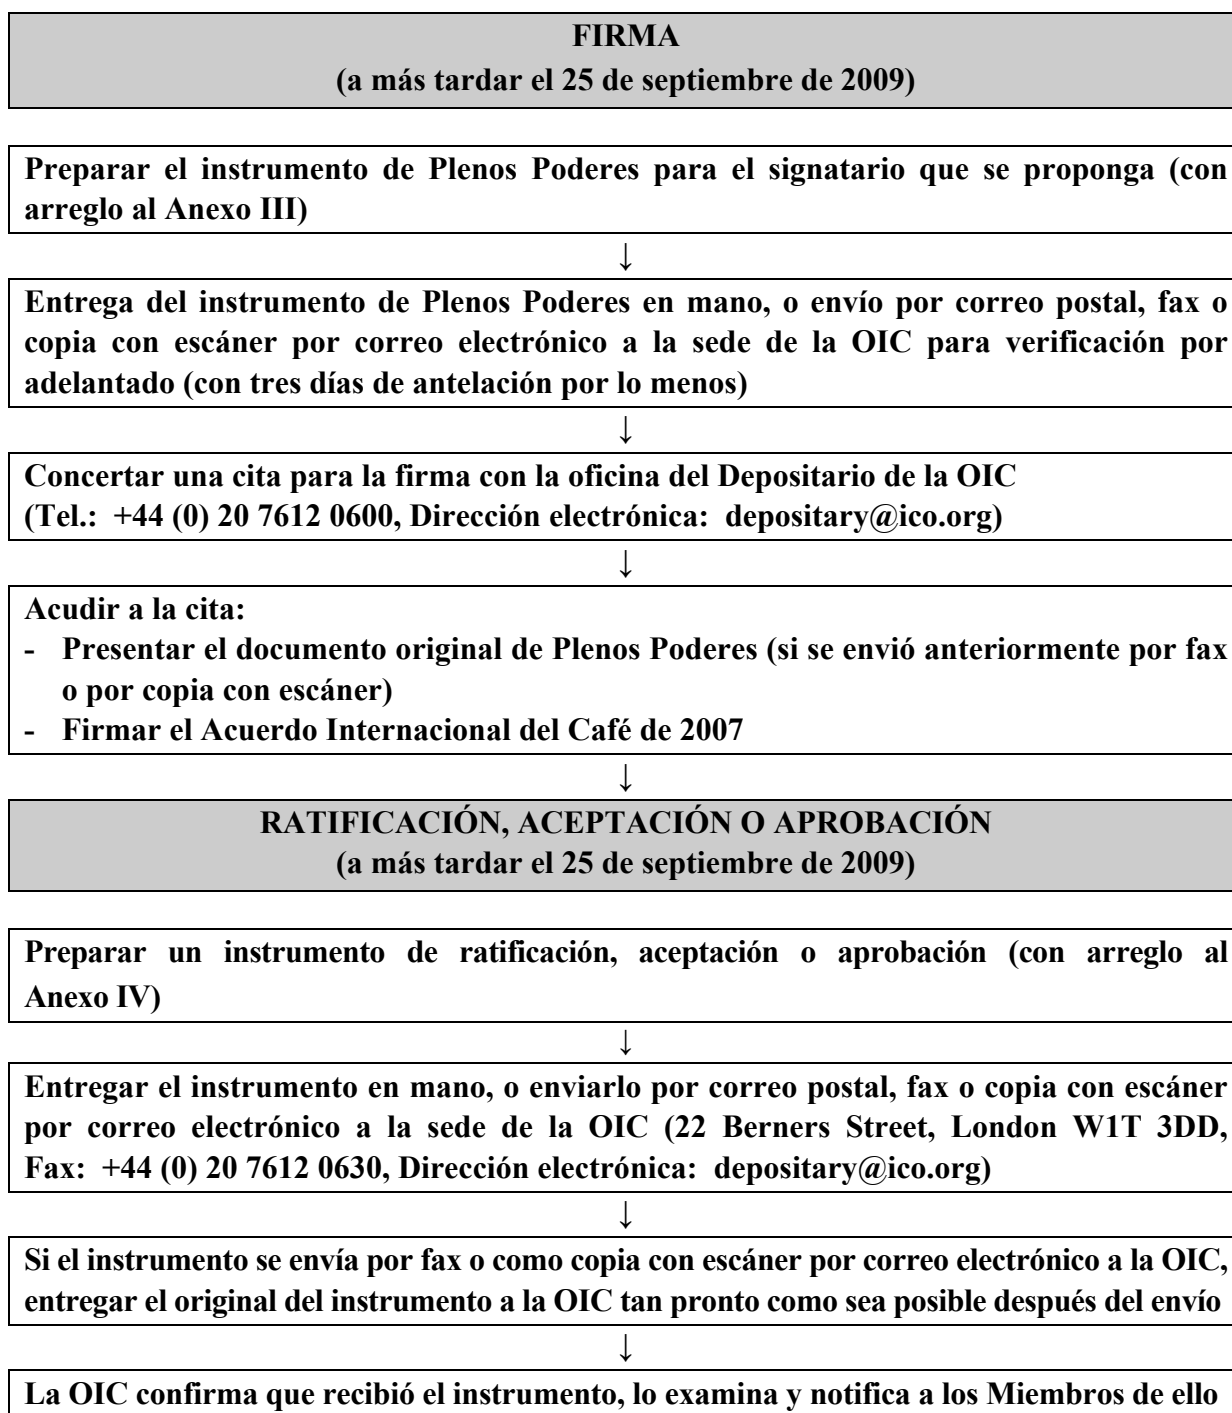 FIRMA
(a más tardar el 25 de septiembre de 2009)
Preparar el instrumento de Plenos Poderes para el signatario que se proponga (con
arreglo al Anexo III)
↓
Entrega del instrumento de Plenos Poderes en mano, o envío por correo postal, fax o
copia con escáner por correo electrónico a la sede de la OIC para verificación por
adelantado (con tres días de antelación por lo menos)
↓
Concertar una cita para la firma con la oficina del Depositario de la OIC
(Tel.: +44 (0) 20 7612 0600, Dirección electrónica: depositary@ico.org)
↓
Acudir a la cita:
- Presentar el documento original de Plenos Poderes (si se envió anteriormente por fax
o por copia con escáner)
- Firmar el Acuerdo Internacional del Café de 2007
↓
RATIFICACIÓN, ACEPTACIÓN O APROBACIÓN
(a más tardar el 25 de septiembre de 2009)
Preparar un instrumento de ratificación, aceptación o aprobación (con arreglo al
Anexo IV)
↓
Entregar el instrumento en mano, o enviarlo por correo postal, fax o copia con escáner
por correo electrónico a la sede de la OIC (22 Berners Street, London W1T 3DD,
Fax: +44 (0) 20 7612 0630, Dirección electrónica: depositary@ico.org)
↓
Si el instrumento se envía por fax o como copia con escáner por correo electrónico a la OIC,
entregar el original del instrumento a la OIC tan pronto como sea posible después del envío
↓
La OIC confirma que recibió el instrumento, lo examina y notifica a los Miembros de ello